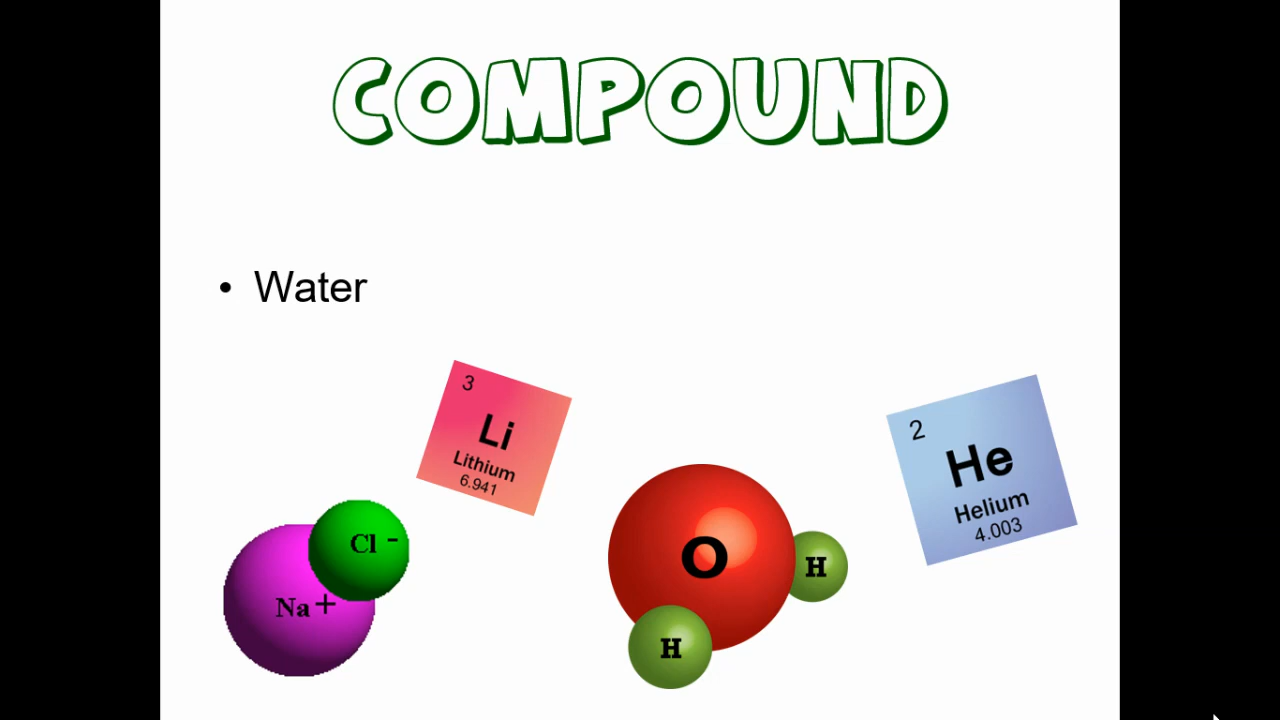 COMPOUND
• Water
3
Li
Lithium
6.941
2
He
Helium
4.003
Cl -
Na +
O
H
H